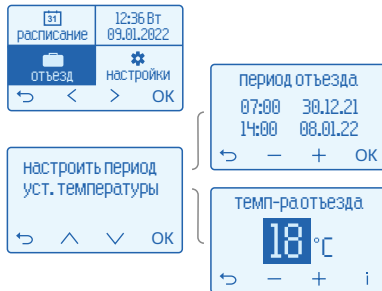 31 12:36 Вт
расписание 09.01.2022
отъезд настройки
OK
период отъезда
07:00 30.12.21
14:00 08.01.22
− + OK
настроить период
уст. температуры
OK
темп-ра отъезда
18 °C
− + i